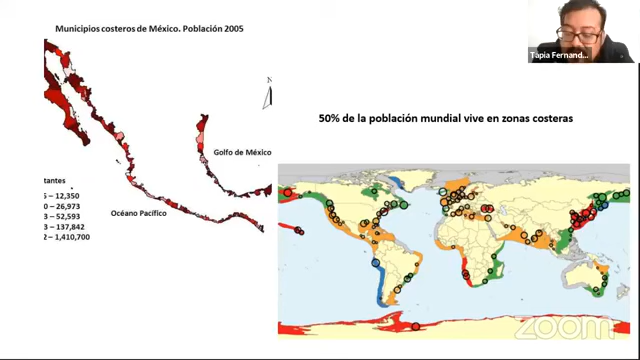 Municipios costeros de México. Población 2005
N
Golfo de México
Océano Pacífico
tantes
– 12,350
– 26,973
– 52,593
– 137,842
– 1,410,700
50% de la población mundial vive en zonas costeras
Tapia Fernand...
zoom